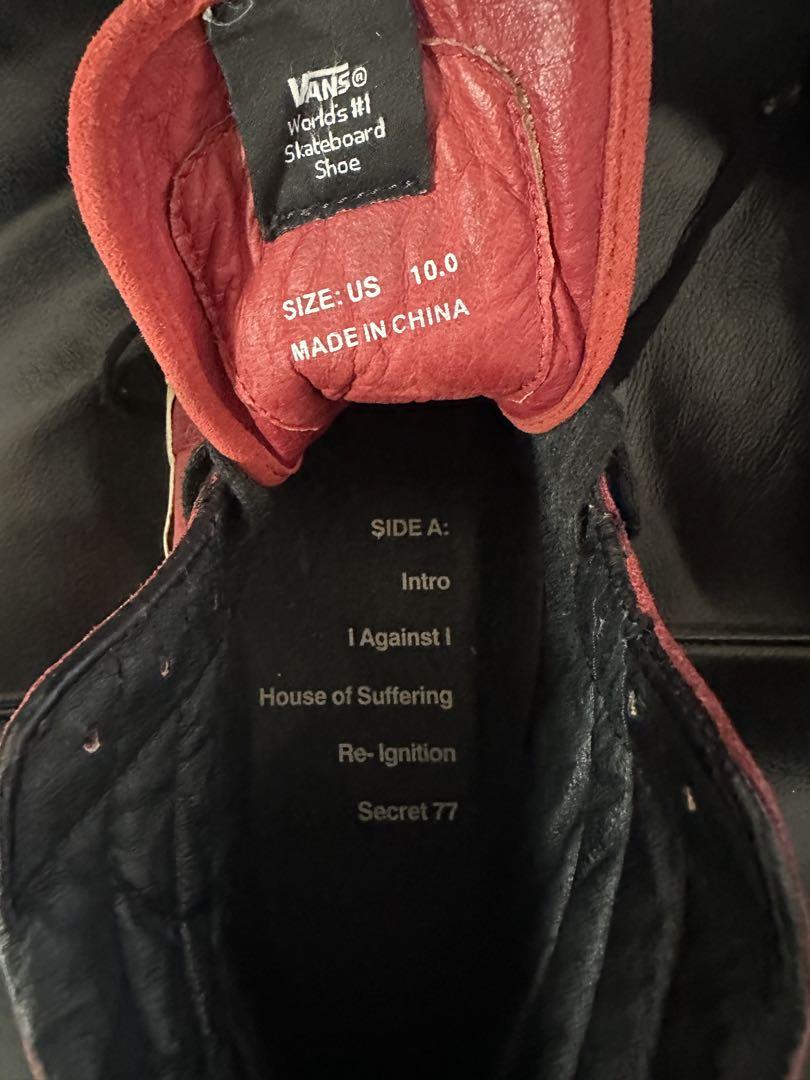 VANS®
World's #1
Skateboard
Shoe
SIZE: US 10.0
MADE IN CHINA
SIDE A:
Intro
I Against I
House of Suffering
Re- Ignition
Secret 77